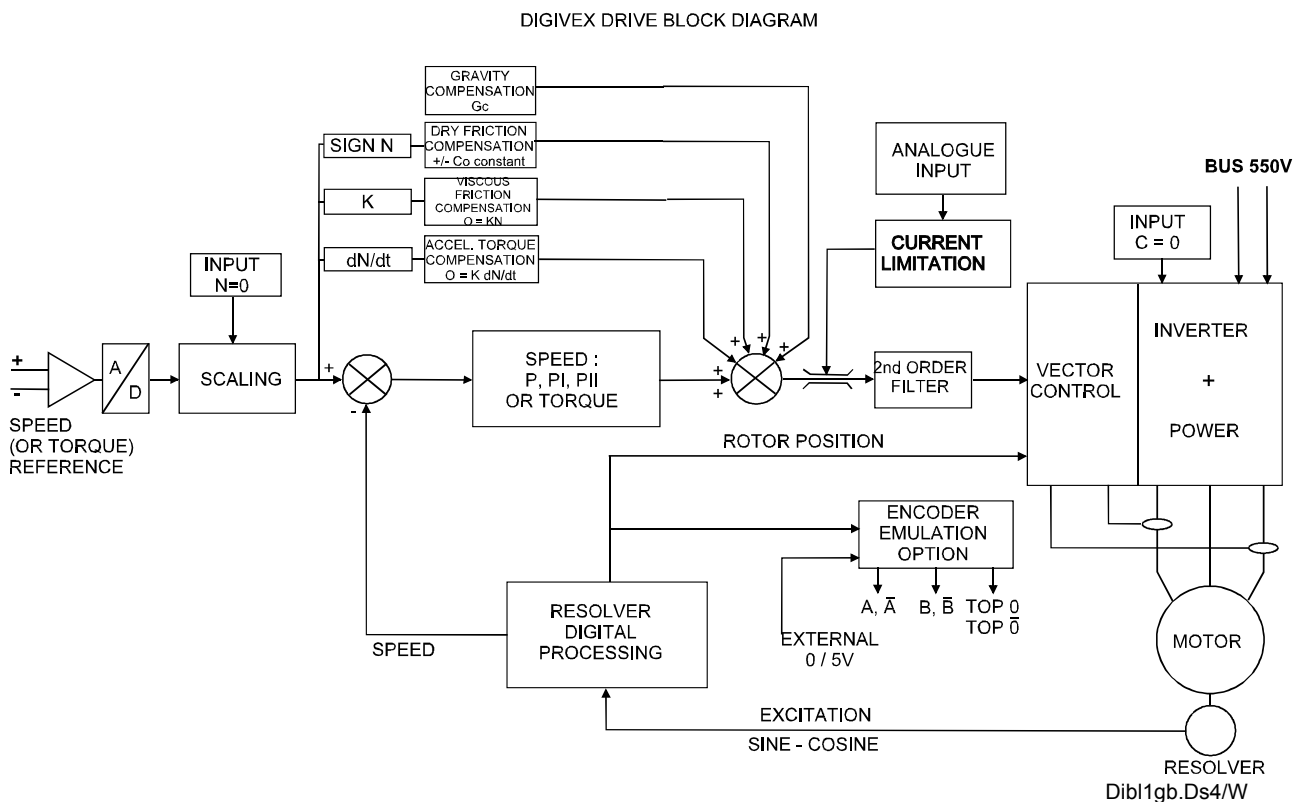 DIGIVEX DRIVE BLOCK DIAGRAM
GRAVITY
COMPENSATION
Gc
SIGN N
DRY FRICTION
COMPENSATION
+/- Co constant
K
VISCOUS
FRICTION
COMPENSATION
O = KN
dN/dt
ACCEL. TORQUE
COMPENSATION
O = K dN/dt
ANALOGUE
INPUT
CURRENT
LIMITATION
BUS 550V
INPUT
C = 0
INPUT
N=0
+
-
A
D
SCALING
SPEED
(OR TORQUE)
REFERENCE
+
-
SPEED :
P, PI, PII
OR TORQUE
+
+
+
+
+
+
2nd ORDER
FILTER
VECTOR
CONTROL
INVERTER
+
POWER
ROTOR POSITION
ENCODER
EMULATION
OPTION
A, A̅
B, B̅
TOP 0
TOP 0̅
EXTERNAL
0 / 5V
RESOLVER
DIGITAL
PROCESSING
SPEED
MOTOR
EXCITATION
SINE - COSINE
RESOLVER
Dibl1gb.Ds4/W